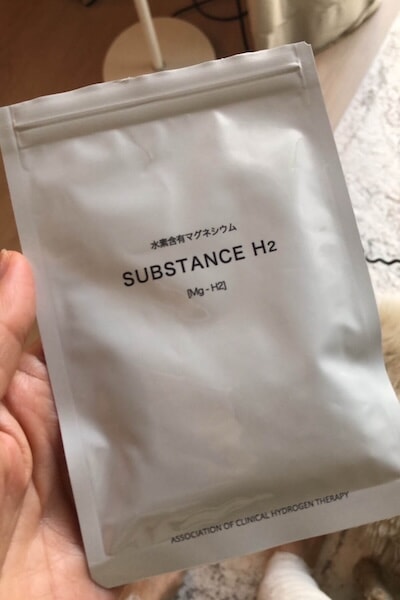 水素含有マグネシウム
SUBSTANCE H2
[Mg - H2]
ASSOCIATION OF CLINICAL HYDROGEN THERAPY